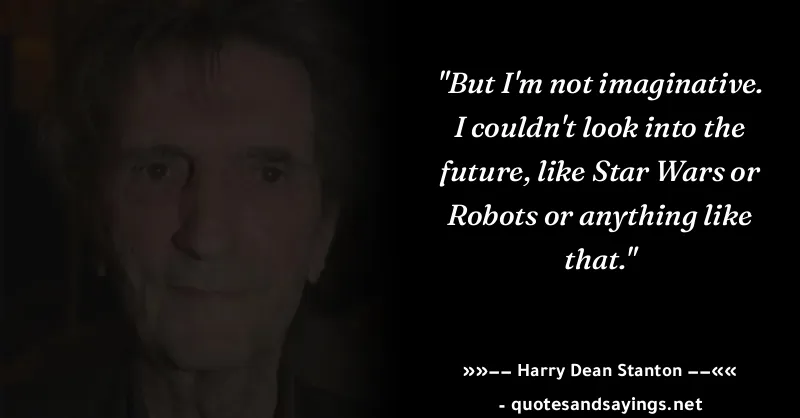 "But I'm not imaginative.
I couldn't look into the
future, like Star Wars or
Robots or anything like
that."
»»–– Harry Dean Stanton ––««
- quotesandsayings.net